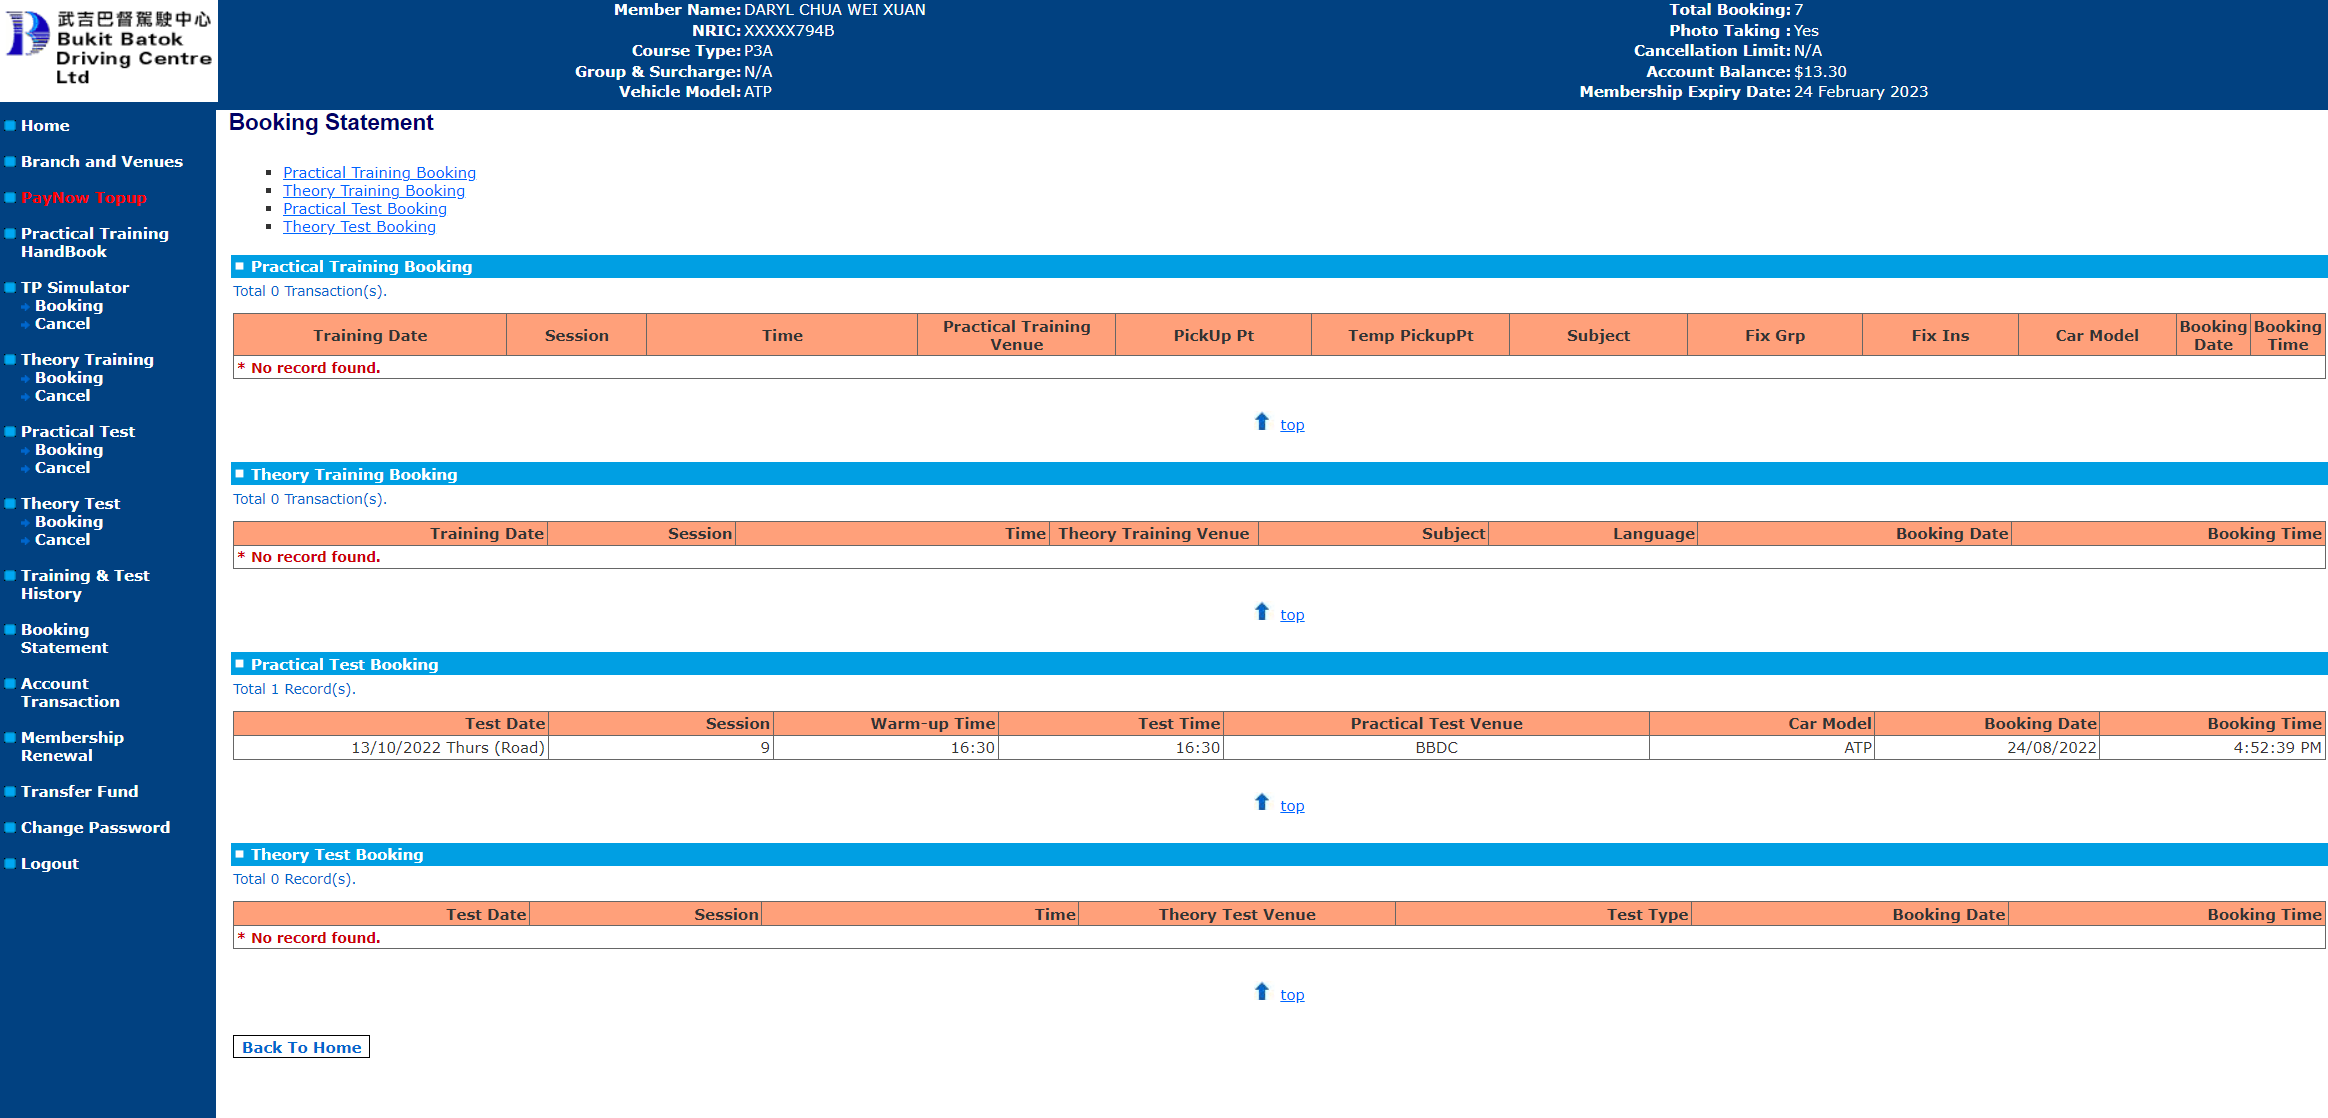 武吉巴督駕駛中心
Bukit Batok
Driving Centre
Ltd
Member Name: DARYL CHUA WEI XUAN
NRIC: XXXXX794B
Course Type: P3A
Group & Surcharge: N/A
Vehicle Model: ATP
Total Booking: 7
Photo Taking : Yes
Cancellation Limit: N/A
Account Balance: $13.30
Membership Expiry Date: 24 February 2023
Home
Branch and Venues
PayNow Topup
Practical Training
HandBook
TP Simulator
Booking
Cancel
Theory Training
Booking
Cancel
Practical Test
Booking
Cancel
Theory Test
Booking
Cancel
Training & Test
History
Booking
Statement
Account
Transaction
Membership
Renewal
Transfer Fund
Change Password
Logout
Booking Statement
Practical Training Booking
Theory Training Booking
Practical Test Booking
Theory Test Booking
Practical Training Booking
Total 0 Transaction(s).
Training Date Session Time Practical Training Venue PickUp Pt Temp PickupPt Subject Fix Grp Fix Ins Car Model Booking Date Booking Time
* No record found.
top
Theory Training Booking
Total 0 Transaction(s).
Training Date Session Time Theory Training Venue Subject Language Booking Date Booking Time
* No record found.
top
Practical Test Booking
Total 1 Record(s).
Test Date Session Warm-up Time Test Time Practical Test Venue Car Model Booking Date Booking Time
13/10/2022 Thurs (Road) 9 16:30 16:30 BBDC ATP 24/08/2022 4:52:39 PM
top
Theory Test Booking
Total 0 Record(s).
Test Date Session Time Theory Test Venue Test Type Booking Date Booking Time
* No record found.
top
Back To Home